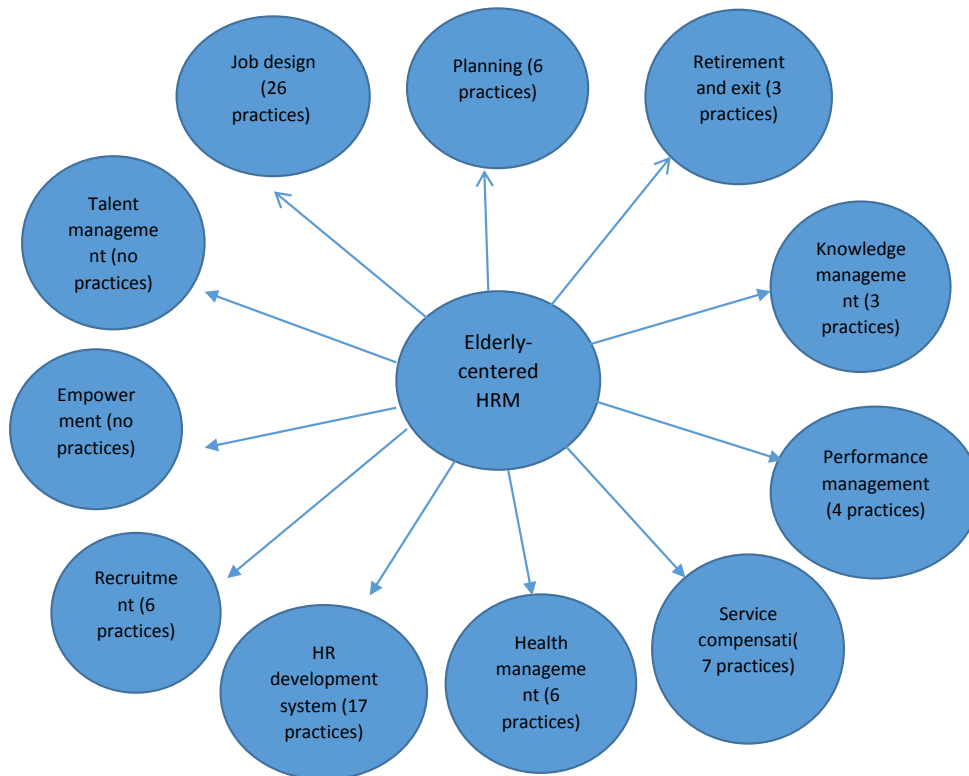 Job design
(26
practices)
Planning (6
practices)
Retirement
and exit (3
practices)
Talent
manageme
nt (no
practices)
Knowledge
manageme
nt (3
practices)
Elderly-
centered
HRM
Empower
ment (no
practices)
Performance
management
(4 practices)
Recruitme
nt (6
practices)
HR
development
system (17
practices)
Health
manageme
nt (6
practices)
Service
compensati(
7 practices)